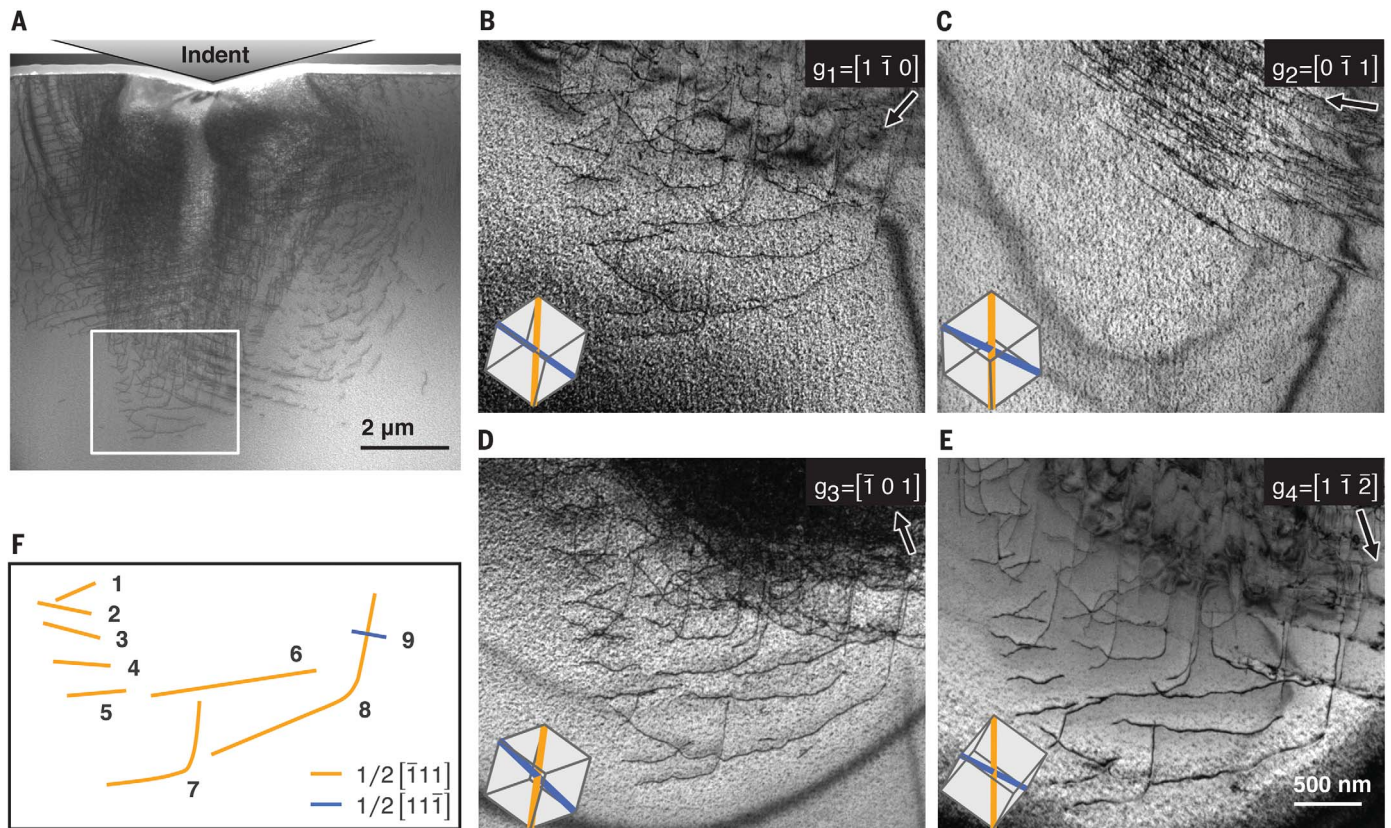 A
Indent
2 µm
B
g₁=[1 1̅ 0]
C
g₂=[0 1̅ 1]
D
g₃=[1̅ 0 1]
E
g₄=[1 1̅ 2̅]
500 nm
F
1
2
3
4
5
6
7
8
9
1/2 [1̅11]
1/2 [111̅]